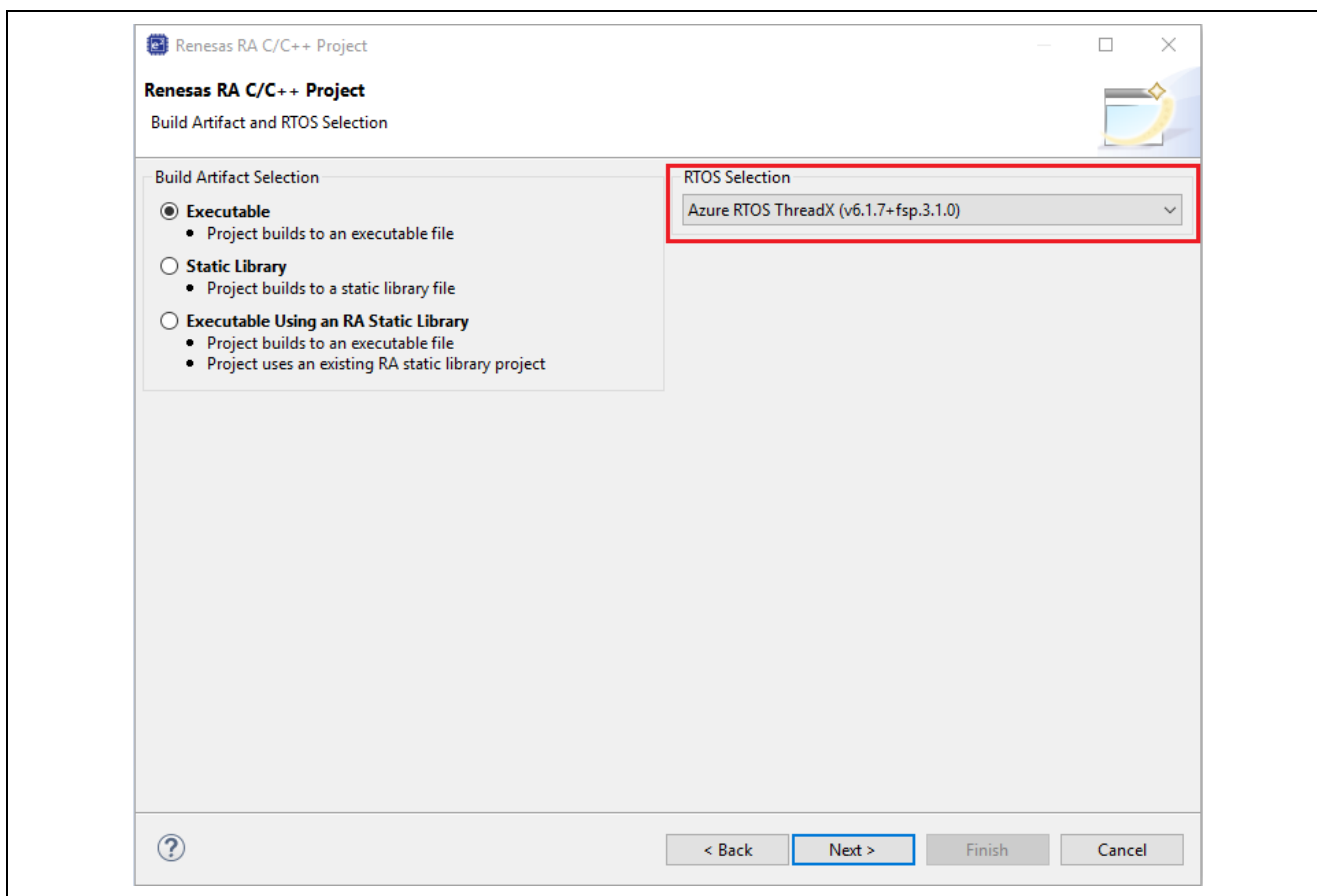 Renesas RA C/C++ Project
Renesas RA C/C++ Project
Build Artifact and RTOS Selection
Build Artifact Selection
Executable
• Project builds to an executable file
Static Library
• Project builds to a static library file
Executable Using an RA Static Library
• Project builds to an executable file
• Project uses an existing RA static library project
RTOS Selection
Azure RTOS ThreadX (v6.1.7+fsp.3.1.0)
?
< Back
Next >
Finish
Cancel